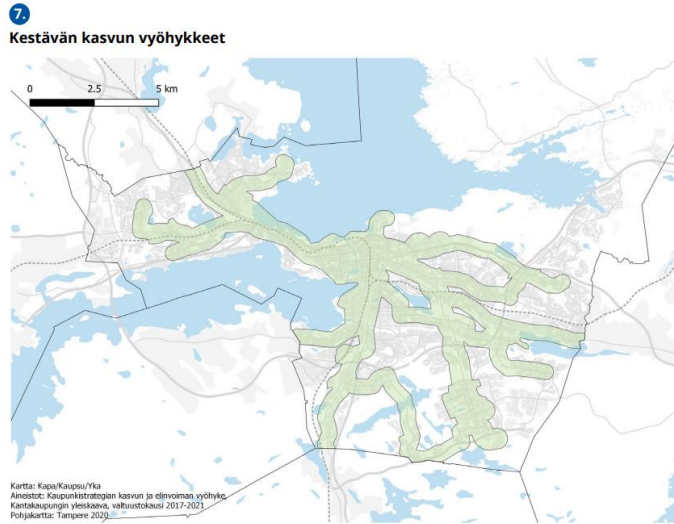 7.
Kestävän kasvun vyöhykkeet
0 2.5 5 km
Kartta: Kapa/Kaupsu/Yka
Aineistot: Kaupunkistrategian kasvun ja elinvoiman vyöhyke,
Kantakaupungin yleiskaava, valtuustokausi 2017-2021
Pohjakartta: Tampere 2020